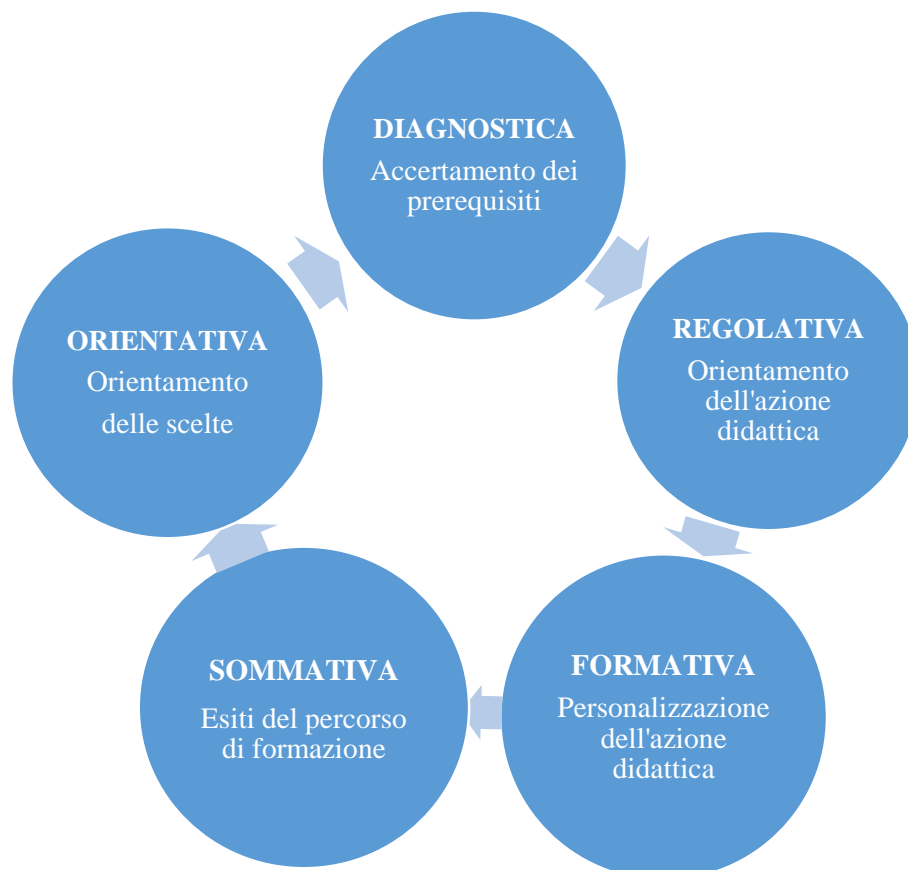 DIAGNOSTICA
Accertamento dei
prerequisiti
REGOLATIVA
Orientamento
dell'azione
didattica
FORMATIVA
Personalizzazione
dell'azione
didattica
SOMMATIVA
Esiti del percorso
di formazione
ORIENTATIVA
Orientamento
delle scelte